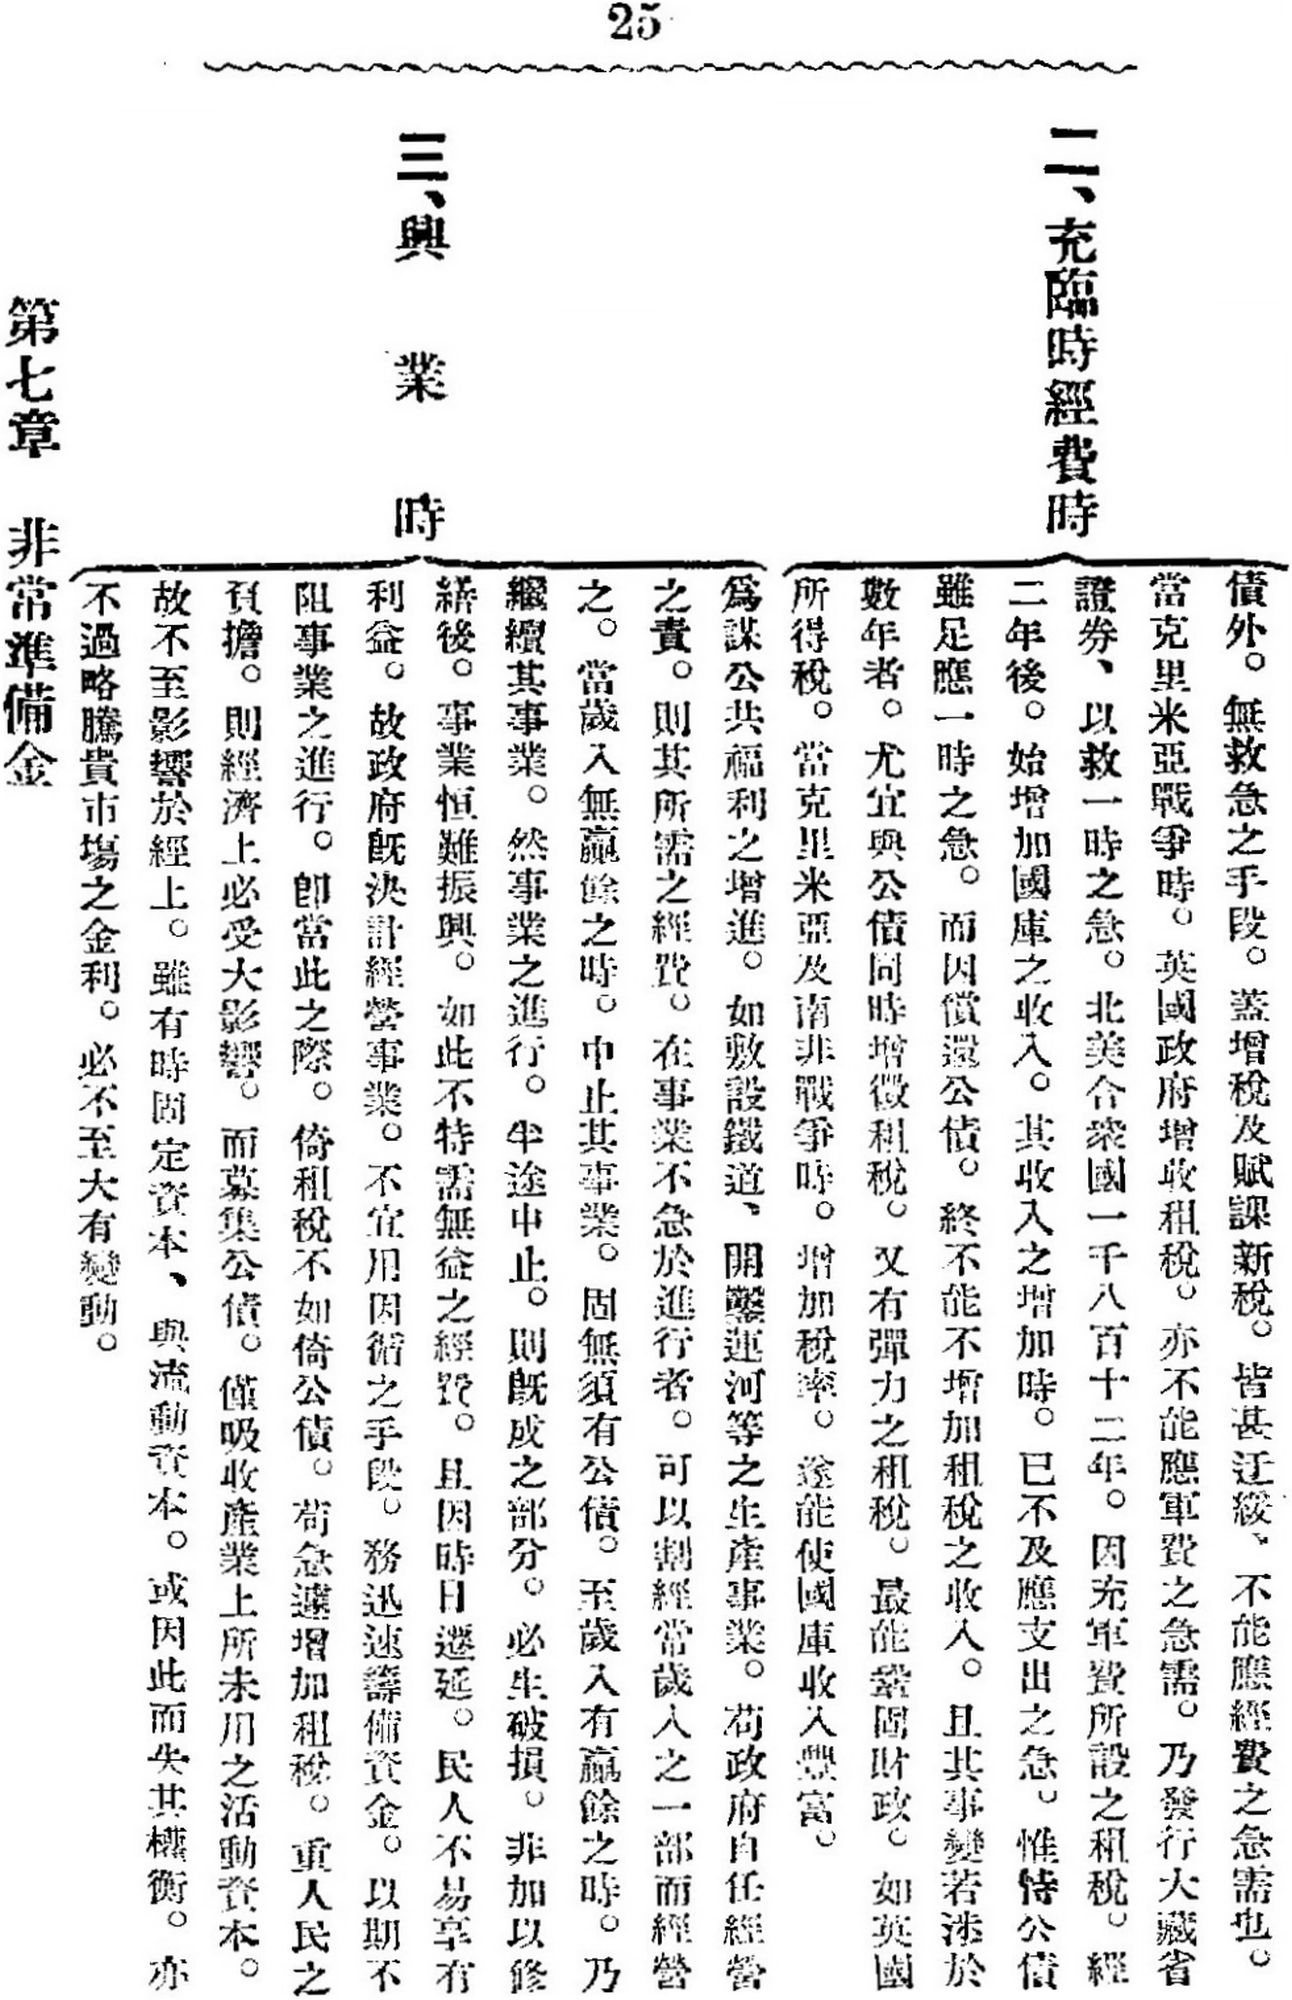 25
二、充臨時經費時
債外。無救急之手段。蓋增稅及賦課新稅。皆甚迂緩、不能應經費之急需也。
當克里米亞戰爭時。英國政府增收租稅。亦不能應軍費之急需。乃發行大藏省
證券、以救一時之急。北美合衆國一千八百十二年。因充軍費所設之租稅。經
二年後。始增加國庫之收入。其收入之增加時。已不及應支出之急。惟恃公債
雖足應一時之急。而因償還公債。終不能不增加租稅之收入。且其事變若涉於
數年者。尤宜與公債同時增徵租稅。又有彈力之租稅。最能鞏固財政。如英國
所得稅。當克里米亞及南非戰爭時。增加稅率。遂能使國庫收入豐富。
三、興業時
爲謀公共福利之增進。如敷設鐵道、開鑿運河等之生產事業。苟政府自任經營
之責。則其所需之經費。在事業不急於進行者。可以割經常歲入之一部而經營
之。當歲入無贏餘之時。中止其事業。固無須有公債。至歲入有贏餘之時。乃
繼續其事業。然事業之進行。半途中止。則既成之部分。必生破損。非加以修
繕後。事業恒難振興。如此不特需無益之經費。且因時日遷延。民人不易享有
利益。故政府既決計經營事業。不宜用因循之手段。務迅速籌備資金。以期不
阻事業之進行。卽當此之際。倚租稅不如倚公債。苟急遽增加租稅。重人民之
負擔。則經濟上必受大影響。而募集公債。僅吸收產業上所未用之活動資本。
故不至影響於經上。雖有時固定資本、與流動資本。或因此而失其權衡。亦
不過略騰貴市塲之金利。必不至大有變動。
第七章 非常準備金